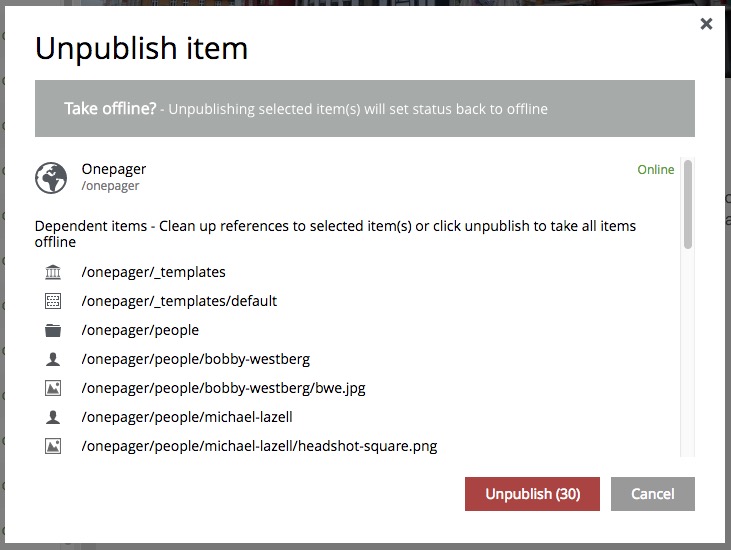 Unpublish item
Take offline? - Unpublishing selected item(s) will set status back to offline
Onepager
Online
/onepager
Dependent items - Clean up references to selected item(s) or click unpublish to take all items
offline
/onepager/_templates
/onepager/_templates/default
/onepager/people
/onepager/people/bobby-westberg
/onepager/people/bobby-westberg/bwe.jpg
/onepager/people/michael-lazell
/onepager/people/michael-lazell/headshot-square.png
Unpublish (30)
Cancel